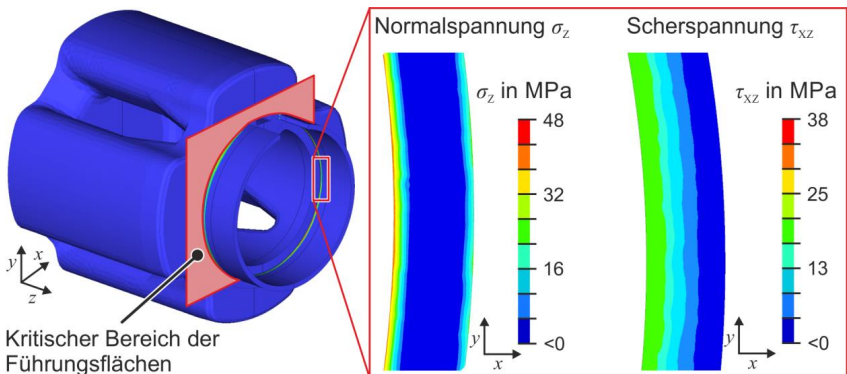 Normalspannung σz
Scherspannung τxz
σz in MPa
48
32
16
<0
y
x
τxz in MPa
38
25
13
<0
y
x
y
x
z
Kritischer Bereich der
Führungsflächen